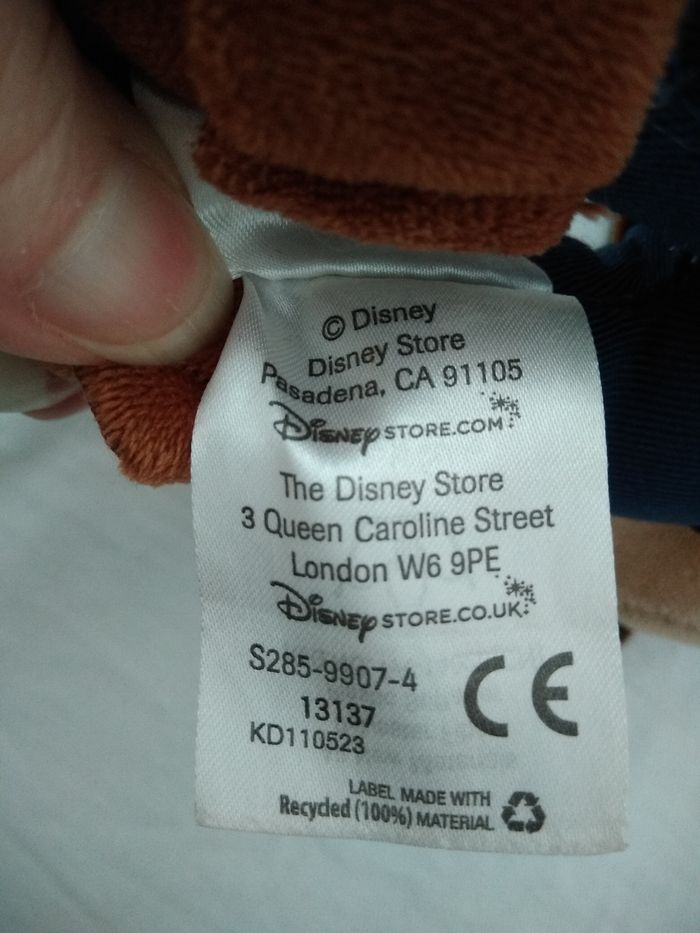 © Disney
Disney Store
Pasadena, CA 91105
DISNEY STORE.COM
The Disney Store
3 Queen Caroline Street
London W6 9PE
DISNEY STORE.CO.UK
S285-9907-4
13137
KD110523
CE
LABEL MADE WITH
Recycled (100%) MATERIAL